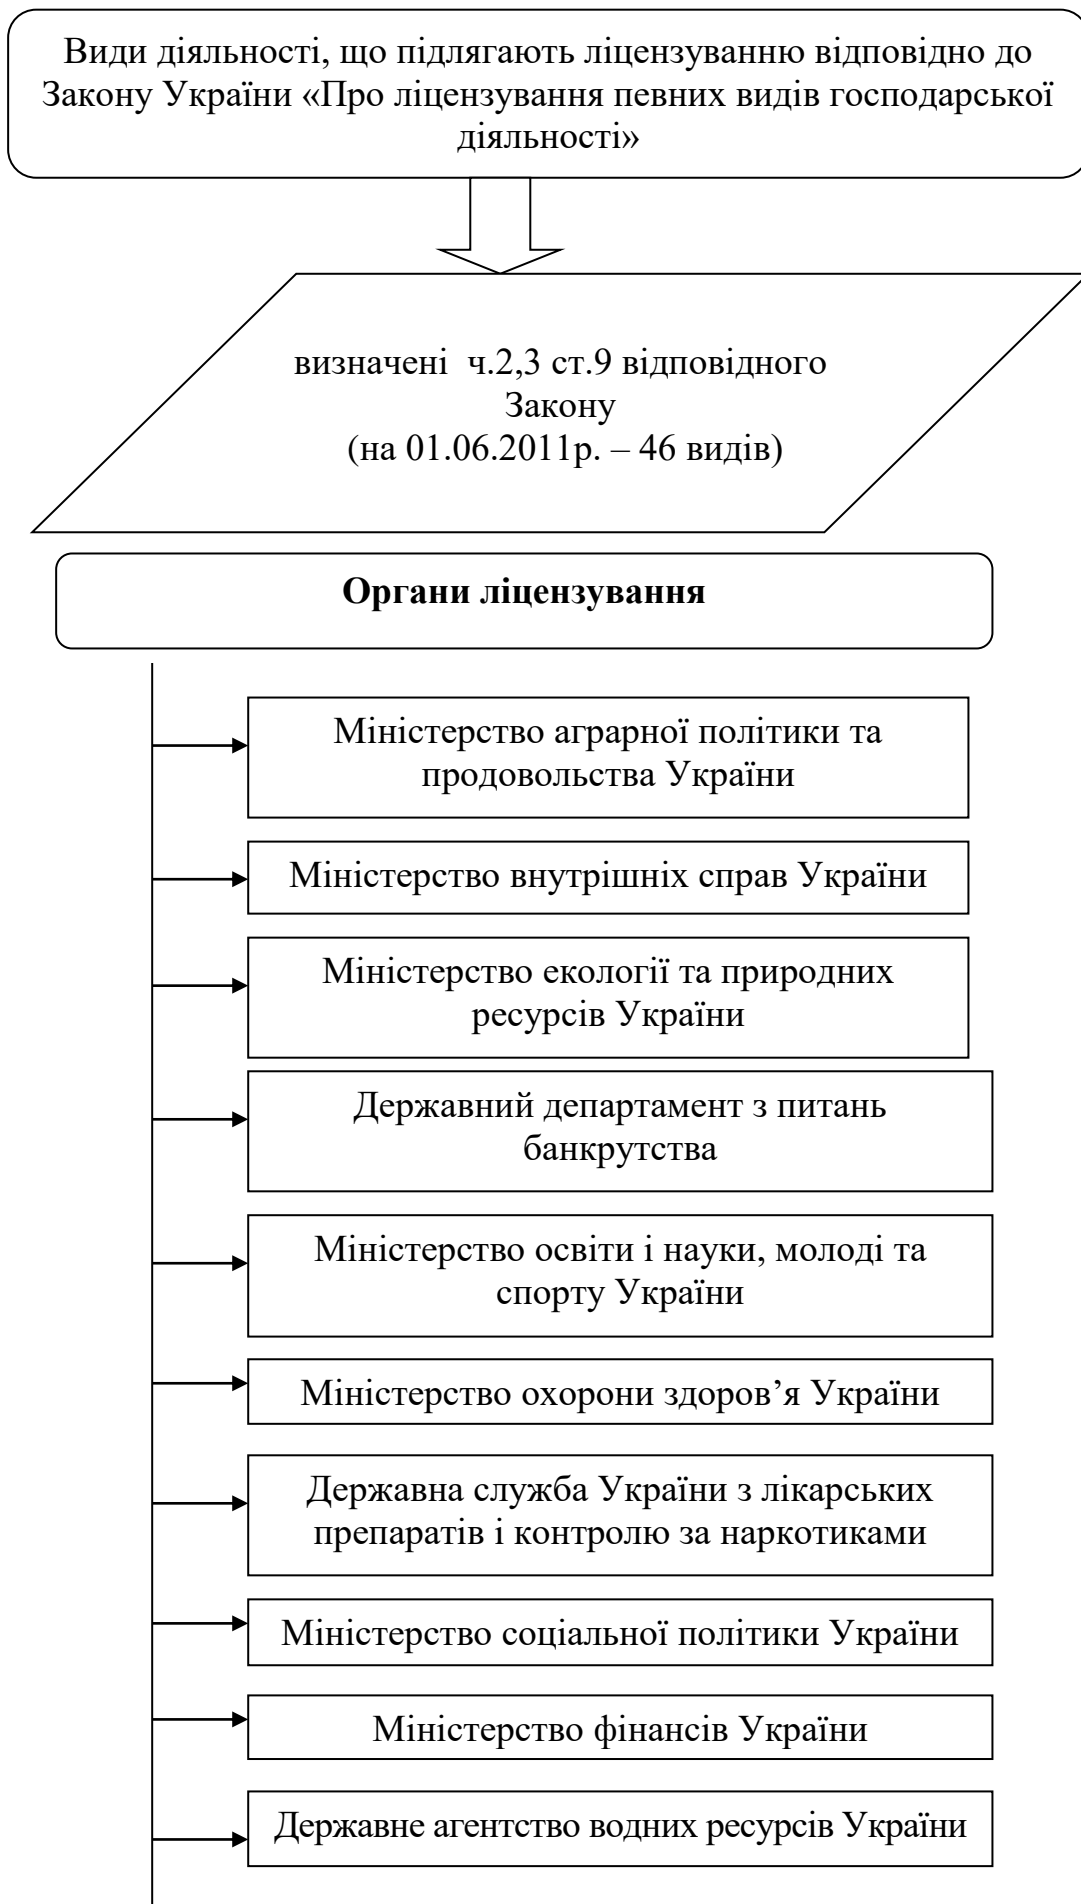 Види діяльності, що підлягають ліцензуванню відповідно до
Закону України «Про ліцензування певних видів господарської
діяльності»
визначені ч.2,3 ст.9 відповідного
Закону
(на 01.06.2011р. – 46 видів)
Органи ліцензування
Міністерство аграрної політики та
продовольства України
Міністерство внутрішніх справ України
Міністерство екології та природних
ресурсів України
Державний департамент з питань
банкрутства
Міністерство освіти і науки, молоді та
спорту України
Міністерство охорони здоров’я України
Державна служба України з лікарських
препаратів і контролю за наркотиками
Міністерство соціальної політики України
Міністерство фінансів України
Державне агентство водних ресурсів України